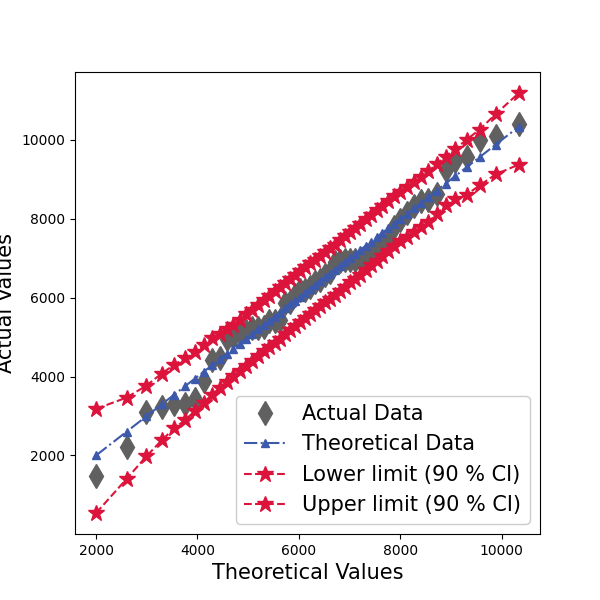 10000
8000
6000
4000
2000
Actual Values
Actual Data
Theoretical Data
Lower limit (90 % CI)
Upper limit (90 % CI)
2000 4000 6000 8000 10000
Theoretical Values